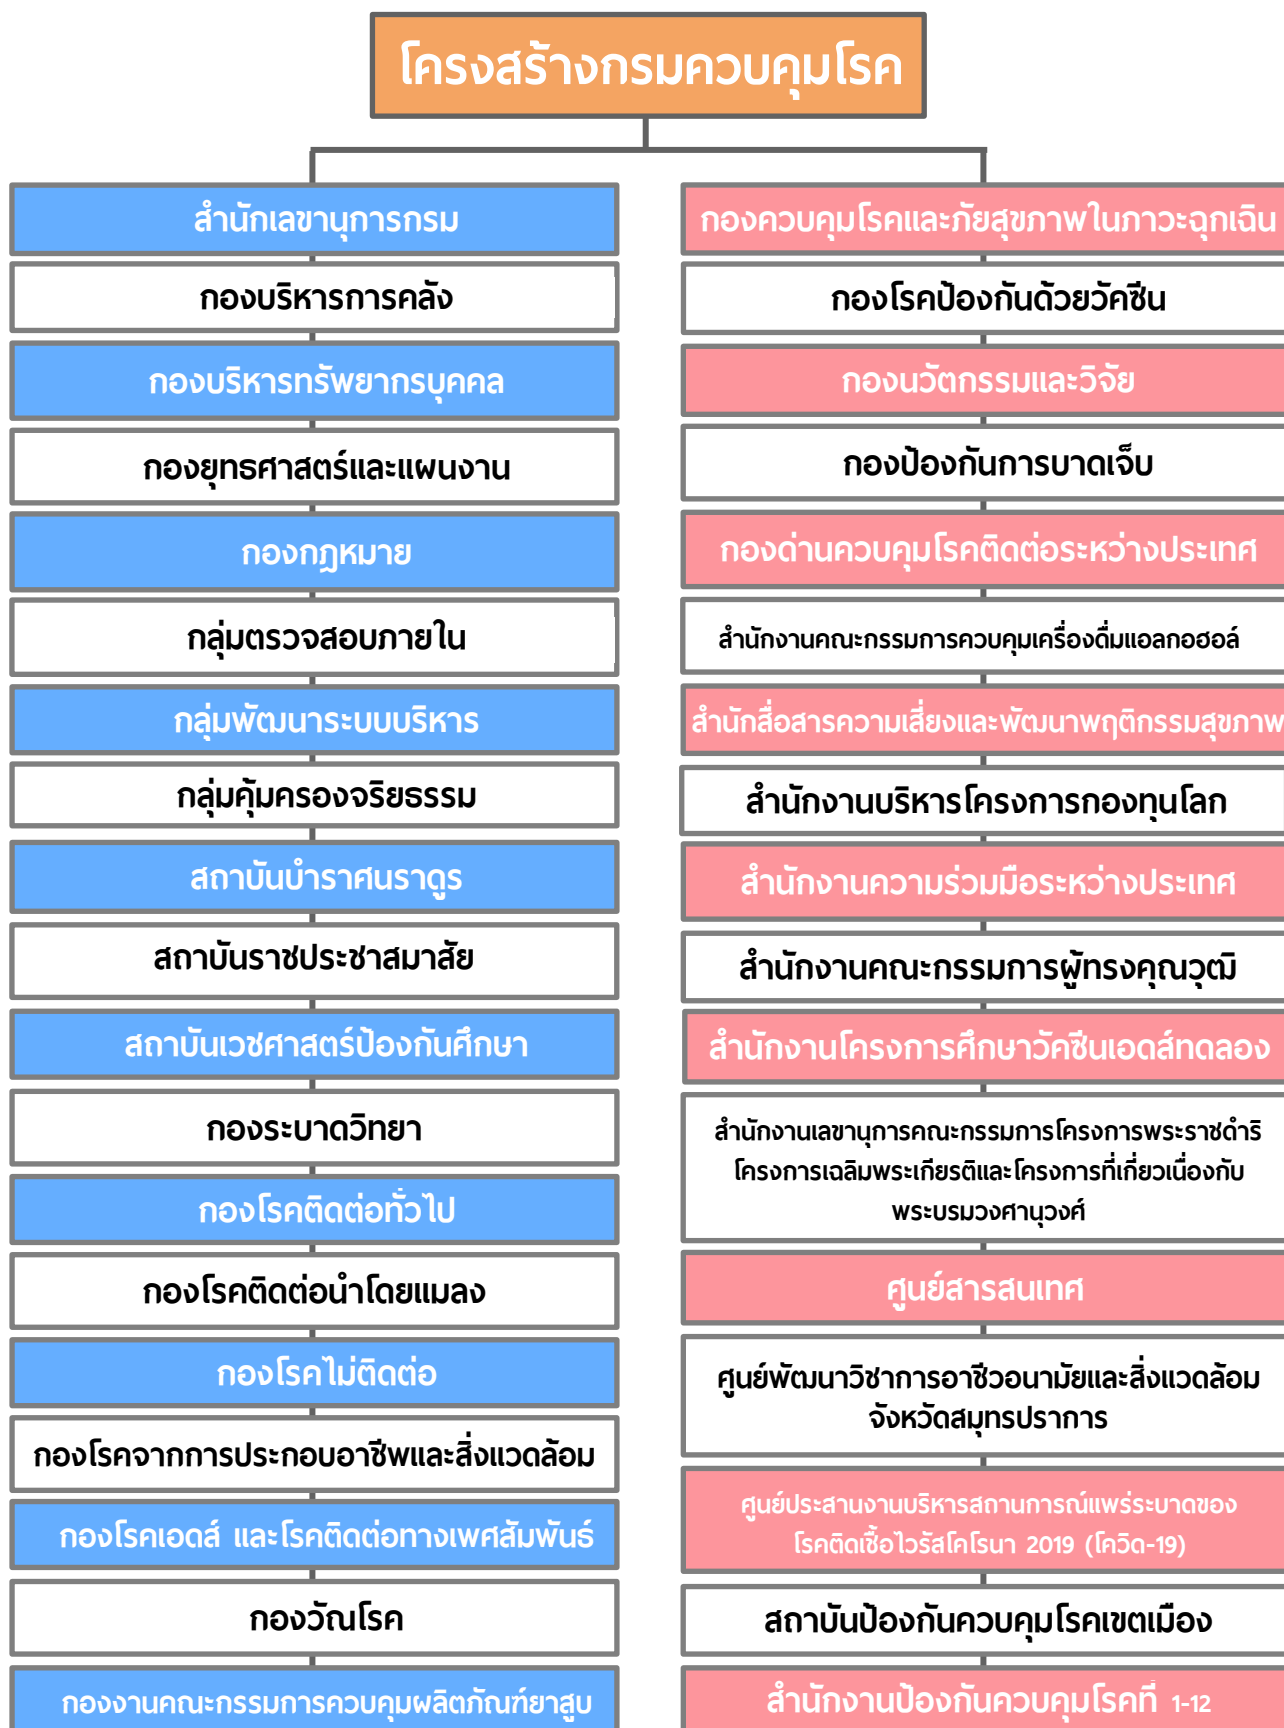 โครงสร้างกรมควบคุมโรค
สำนักเลขานุการกรม
กองบริหารการคลัง
กองบริหารทรัพยากรบุคคล
กองยุทธศาสตร์และแผนงาน
กองกฎหมาย
กลุ่มตรวจสอบภายใน
กลุ่มพัฒนาระบบบริหาร
กลุ่มคุ้มครองจริยธรรม
สถาบันบำราศนราดูร
สถาบันราชประชาสมาสัย
สถาบันเวชศาสตร์ป้องกันศึกษา
กองระบาดวิทยา
กองโรคติดต่อทั่วไป
กองโรคติดต่อนำโดยแมลง
กองโรคไม่ติดต่อ
กองโรคจากการประกอบอาชีพและสิ่งแวดล้อม
กองโรคเอดส์ และโรคติดต่อทางเพศสัมพันธ์
กองวัณโรค
กองงานคณะกรรมการควบคุมผลิตภัณฑ์ยาสูบ
กองควบคุมโรคและภัยสุขภาพในภาวะฉุกเฉิน
กองโรคป้องกันด้วยวัคซีน
กองนวัตกรรมและวิจัย
กองป้องกันการบาดเจ็บ
กองด่านควบคุมโรคติดต่อระหว่างประเทศ
สำนักงานคณะกรรมการควบคุมเครื่องดื่มแอลกอฮอล์
สำนักสื่อสารความเสี่ยงและพัฒนาพฤติกรรมสุขภาพ
สำนักงานบริหารโครงการกองทุนโลก
สำนักงานความร่วมมือระหว่างประเทศ
สำนักงานคณะกรรมการผู้ทรงคุณวุฒิ
สำนักงานโครงการศึกษาวัคซีนเอดส์ทดลอง
สำนักงานเลขานุการคณะกรรมการโครงการพระราชดำริ
โครงการเฉลิมพระเกียรติและโครงการที่เกี่ยวเนื่องกับ
พระบรมวงศานุวงศ์
ศูนย์สารสนเทศ
ศูนย์พัฒนาวิชาการอาชีวอนามัยและสิ่งแวดล้อม
จังหวัดสมุทรปราการ
ศูนย์ประสานงานบริหารสถานการณ์แพร่ระบาดของ
โรคติดเชื้อไวรัสโคโรนา 2019 (โควิด-19)
สถาบันป้องกันควบคุมโรคเขตเมือง
สำนักงานป้องกันควบคุมโรคที่ 1-12